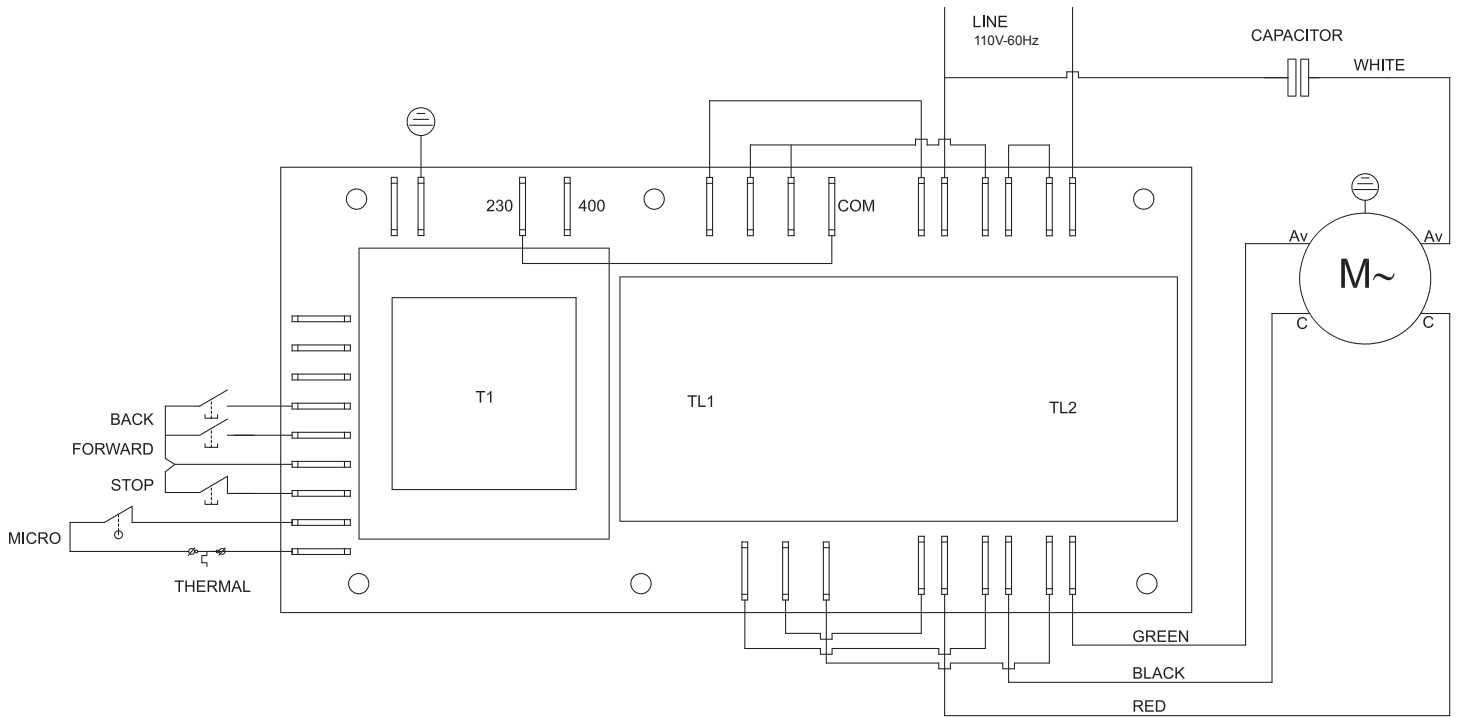 LINE
110V-60Hz
CAPACITOR
WHITE
230
400
COM
Av
Av
M~
C
C
T1
TL1
TL2
BACK
FORWARD
STOP
MICRO
THERMAL
GREEN
BLACK
RED